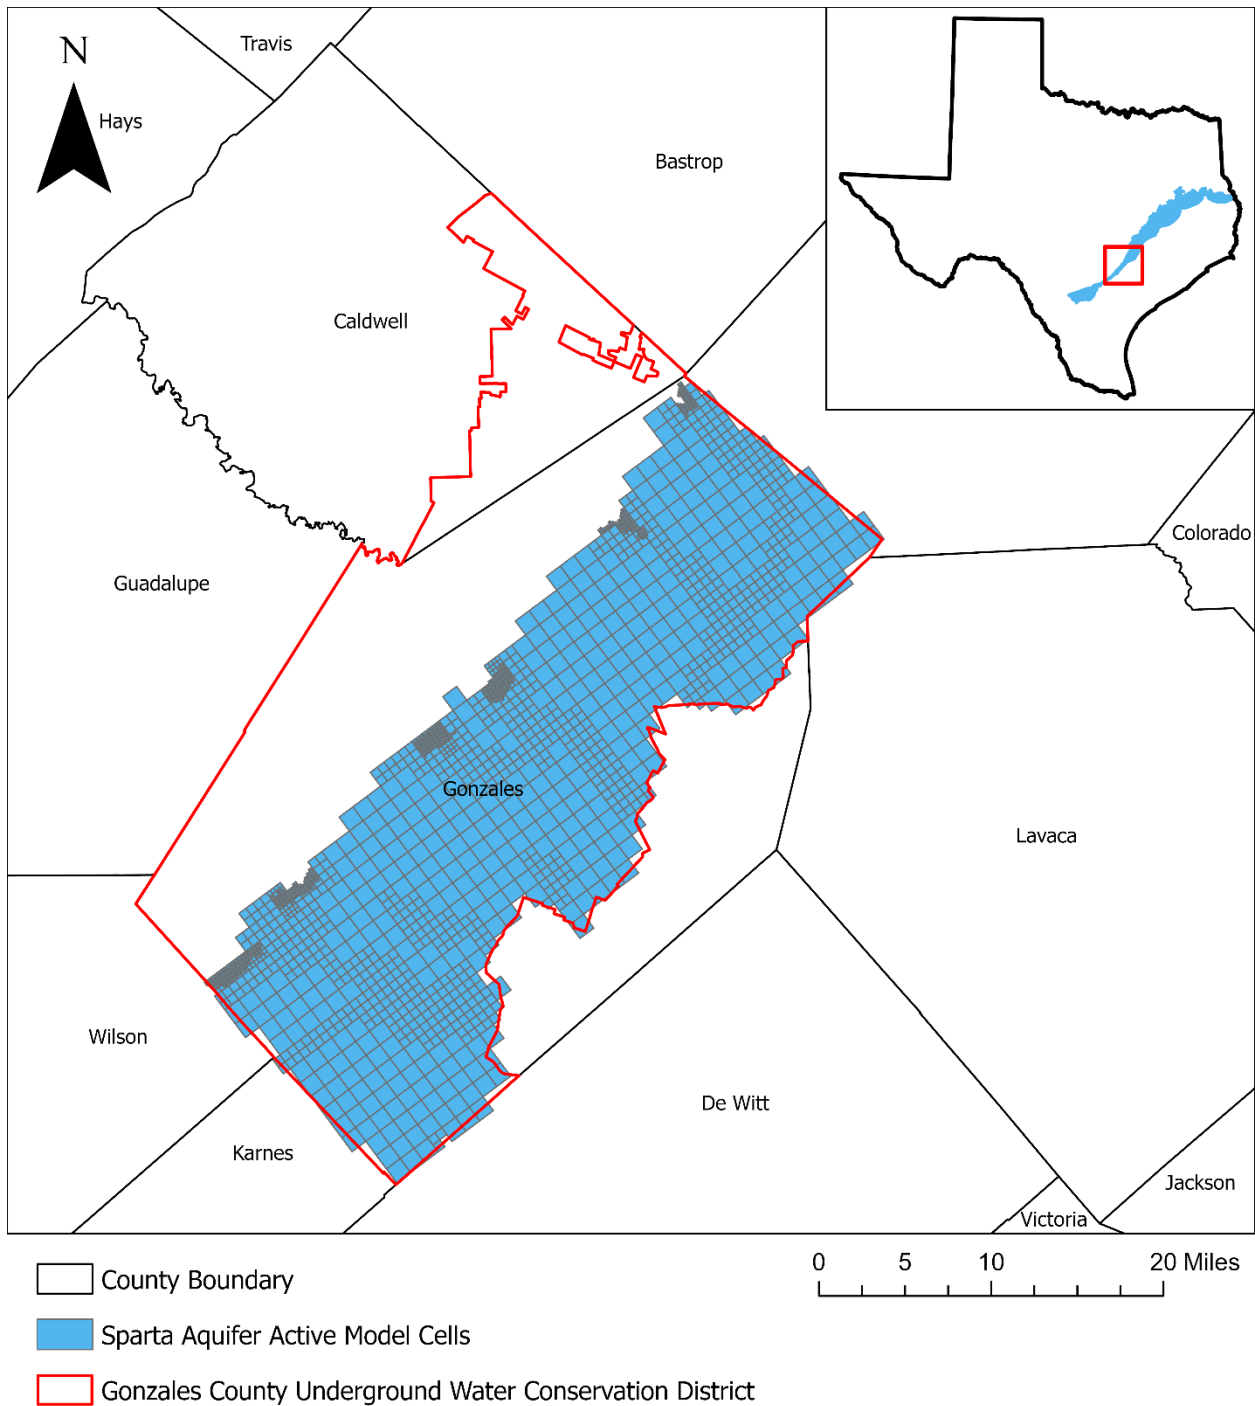 Travis
N
Hays
Bastrop
Caldwell
Colorado
Guadalupe
Gonzales
Lavaca
Wilson
De Witt
Karnes
Jackson
Victoria
0 5 10 20 Miles
County Boundary
Sparta Aquifer Active Model Cells
Gonzales County Underground Water Conservation District